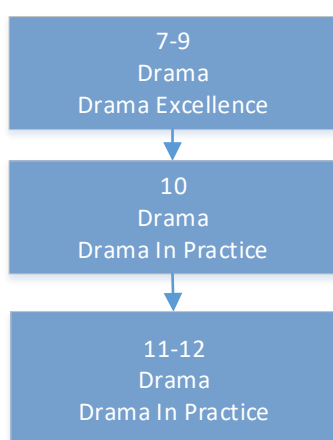 7-9
Drama
Drama Excellence
10
Drama
Drama In Practice
11-12
Drama
Drama In Practice